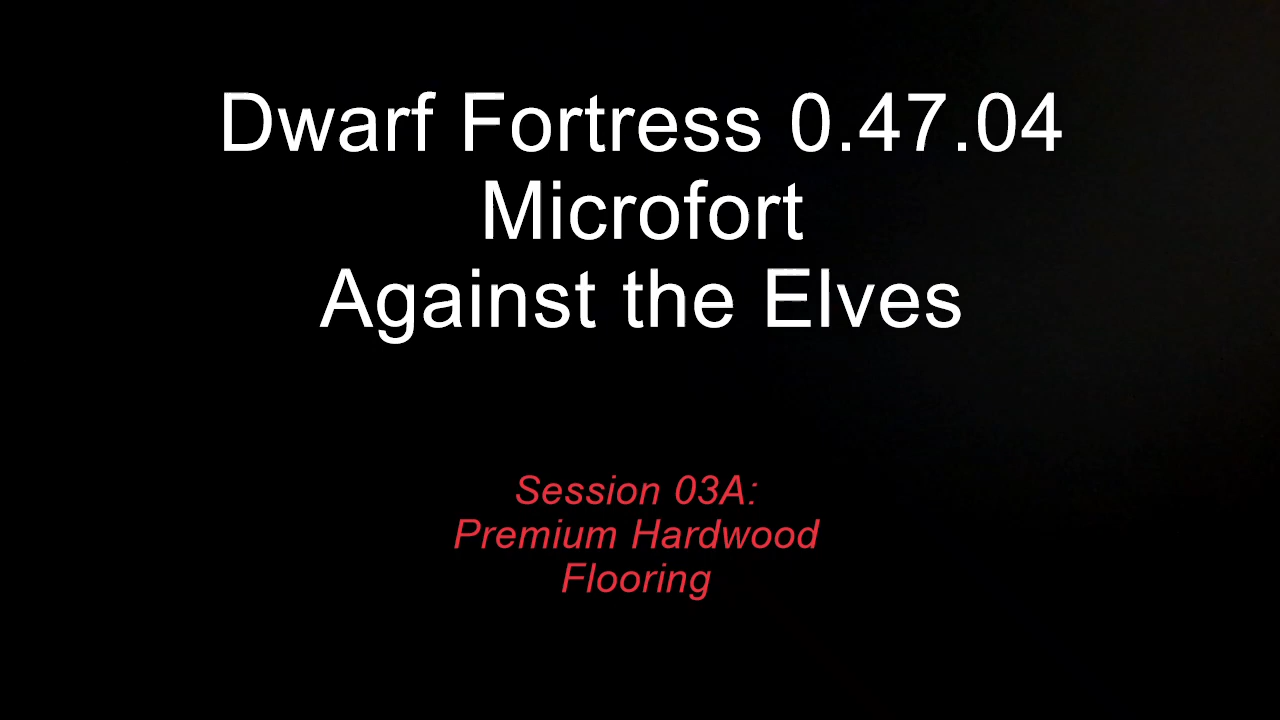 Dwarf Fortress 0.47.04
Microfort
Against the Elves
Session 03A:
Premium Hardwood
Flooring